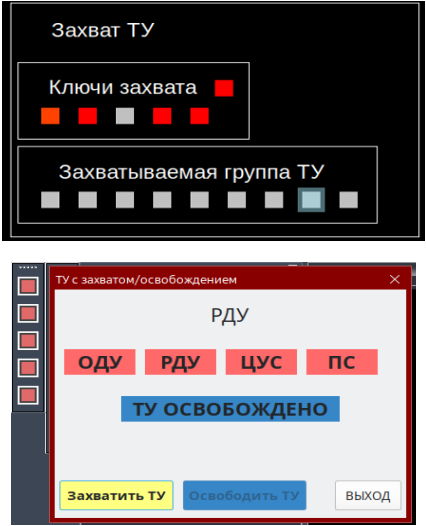 Захват ТУ
Ключи захвата
Захватываемая группа ТУ
ТУ с захватом/освобождением
РДУ
ОДУ РДУ ЦУС ПС
ТУ ОСВОБОЖДЕНО
Захватить ТУ Освободить ТУ ВЫХОД